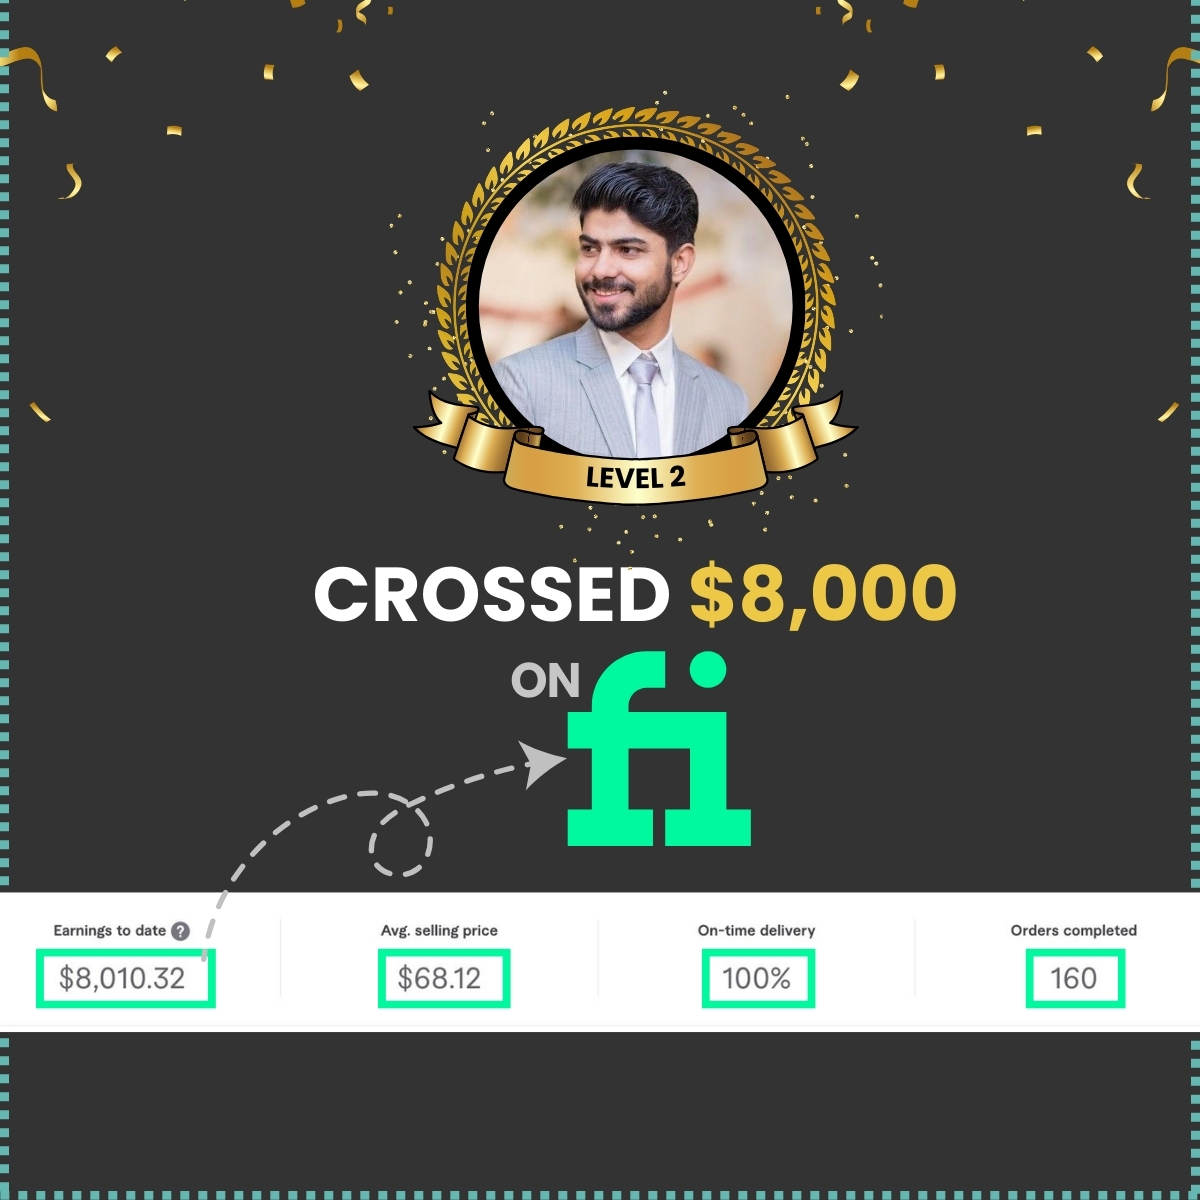 LEVEL 2
CROSSED $8,000
ON fi
Earnings to date ?
$8,010.32
Avg. selling price
$68.12
On-time delivery
100%
Orders completed
160